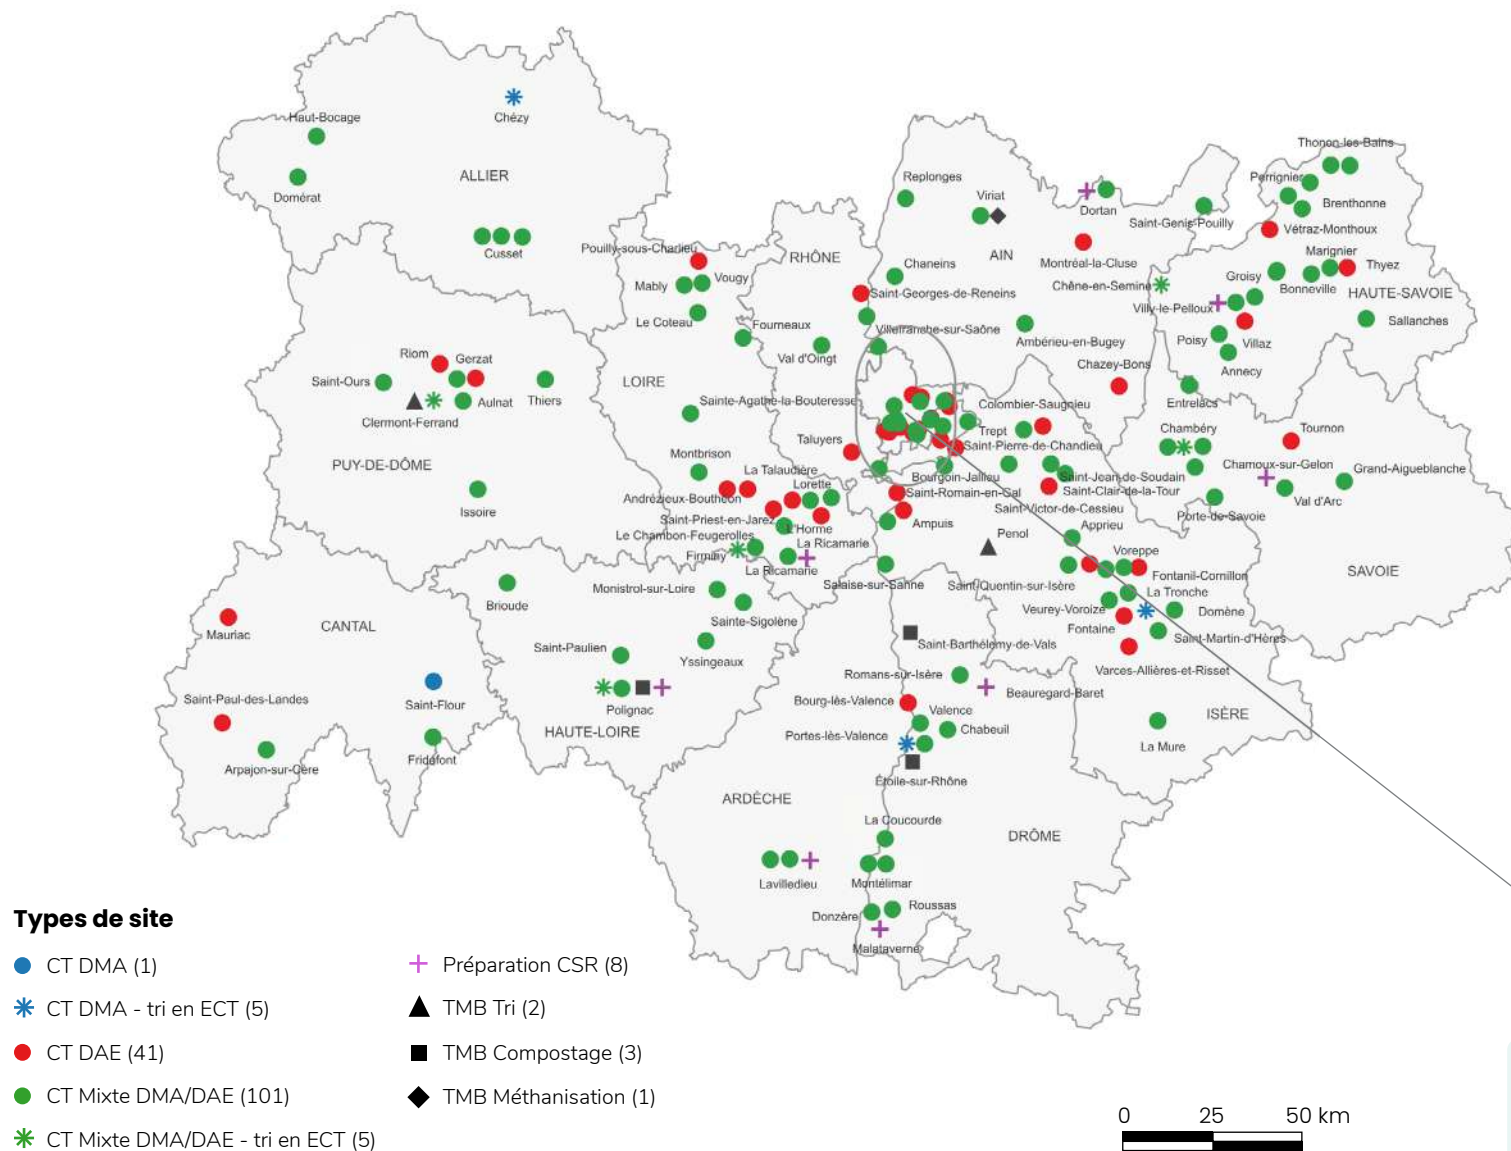 Chézy
Haut-Bocage
ALLIER
Domérat
Cusset
Thonon-les-Bains
Perrignier
Brenthonne
Replonges
Viriat
Dortan
Saint-Genis-Pouilly
Vétraz-Monthoux
Pouilly-sous-Charlieu
RHÔNE
AIN
Montréal-la-Cluse
Marignier
Thyez
Mably
Vougy
Chaneins
Groisy
Bonneville
HAUTE-SAVOIE
Saint-Georges-de-Reneins
Chêne-en-Semine
Villy-le-Pelloux
Le Coteau
Fourneaux
Villefranche-sur-Saône
Sallanches
Val d'Oingt
Ambérieu-en-Bugey
Poisy
Villaz
Riom
Gerzat
Chazey-Bons
Annecy
Saint-Ours
LOIRE
Aulnat
Thiers
Sainte-Agathe-la-Bouteresse
Colombier-Saugnieu
Entrelacs
Clermont-Ferrand
Taluyers
Trept
Chambéry
Tournon
Saint-Pierre-de-Chandieu
PUY-DE-DÔME
Montbrison
La Talaudière
Chamoux-sur-Gelon
Grand-Aigueblanche
Lorette
Bourgoin-Jallieu
Saint-Jean-de-Soudain
Andrézieux-Bouthéon
Saint-Romain-en-Gal
Saint-Clair-de-la-Tour
Val d'Arc
Issoire
Saint-Priest-en-Jarez
L'Horme
Ampuis
Saint-Victor-de-Cessieu
Porte-de-Savoie
Le Chambon-Feugerolles
La Ricamarie
Penol
Apprieu
Firminy
La Ricamarie
Voreppe
Fontanil-Cornillon
SAVOIE
Brioude
Monistrol-sur-Loire
Salaise-sur-Sanne
Saint-Quentin-sur-Isère
La Tronche
Veurey-Voroize
Domène
Mauriac
CANTAL
Sainte-Sigolène
Fontaine
Saint-Martin-d'Hères
Saint-Paulien
Yssingeaux
Saint-Barthélemy-de-Vals
Varces-Allières-et-Risset
Romans-sur-Isère
Saint-Paul-des-Landes
Saint-Flour
Polignac
Bourg-lès-Valence
Beauregard-Baret
Valence
ISÈRE
HAUTE-LOIRE
Portes-lès-Valence
Chabeuil
La Mure
Arpajon-sur-Cère
Fridefont
Étoile-sur-Rhône
ARDÈCHE
La Coucourde
DRÔME
Lavilledieu
Montélimar
Donzère
Roussas
Malataverne
Types de site
CT DMA (1)
CT DMA - tri en ECT (5)
CT DAE (41)
CT Mixte DMA/DAE (101)
CT Mixte DMA/DAE - tri en ECT (5)
Préparation CSR (8)
TMB Tri (2)
TMB Compostage (3)
TMB Méthanisation (1)
0 25 50 km